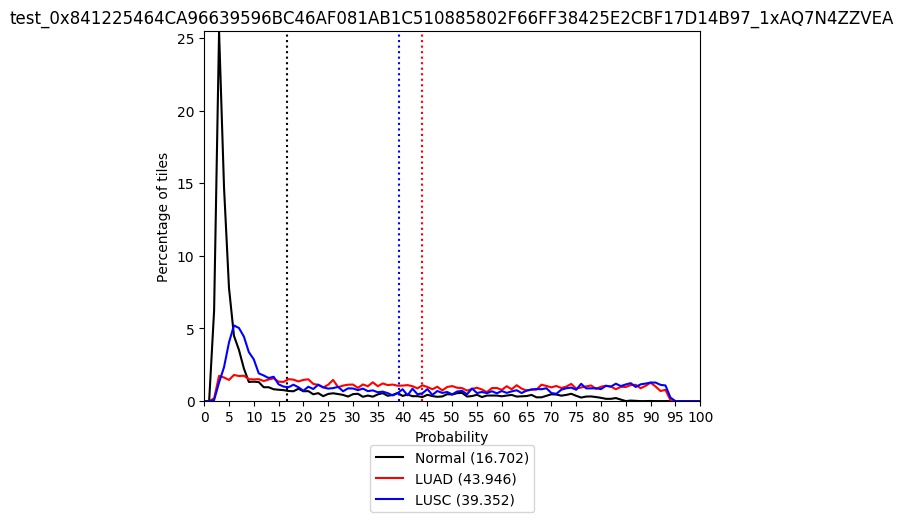 test_0x841225464CA96639596BC46AF081AB1C510885802F66FF38425E2CBF17D14B97_1xAQ7N4ZZVEA
25
20
15
10
5
0
Percentage of tiles
0 5 10 15 20 25 30 35 40 45 50 55 60 65 70 75 80 85 90 95 100
Probability
Normal (16.702)
LUAD (43.946)
LUSC (39.352)